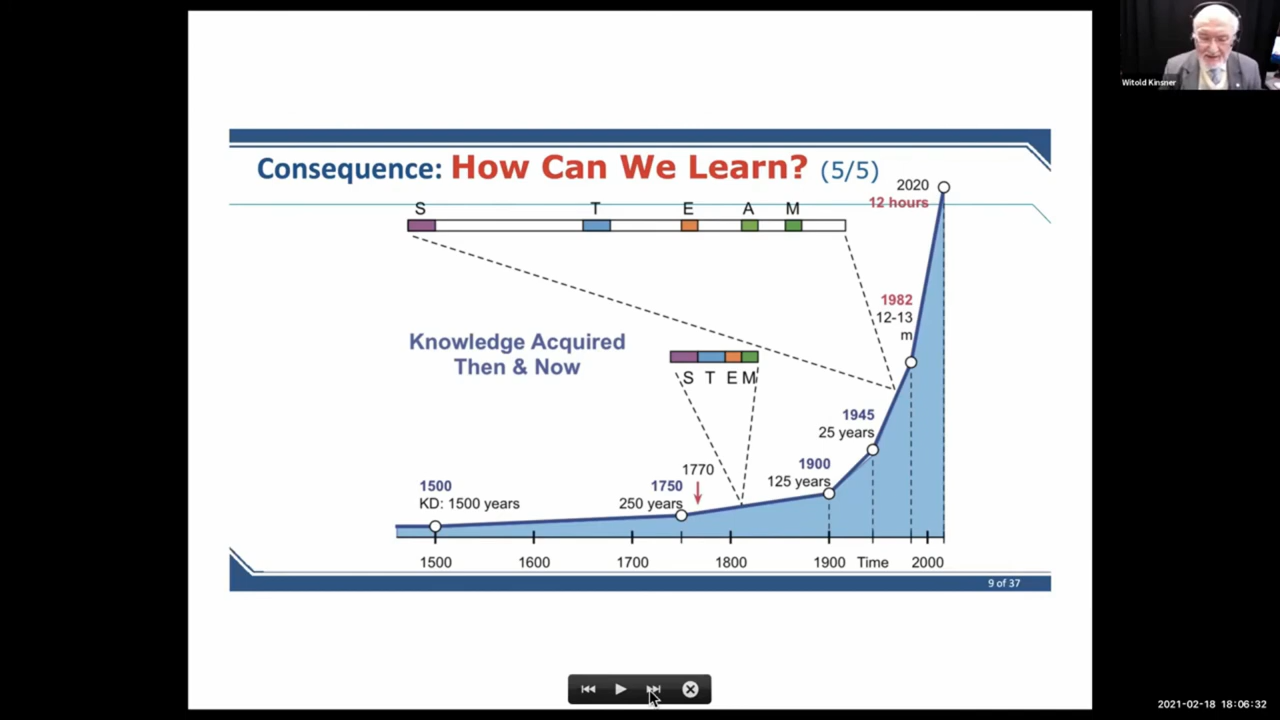 Witold Kinsner
Consequence: How Can We Learn? (5/5)
2020
12 hours
S T E A M
1982
12-13
m
Knowledge Acquired
Then & Now
S T E M
1945
25 years
1900
125 years
1770
1750
250 years
1500
KD: 1500 years
1500 1600 1700 1800 1900 Time 2000
9 of 37
2021-02-18 18:06:32